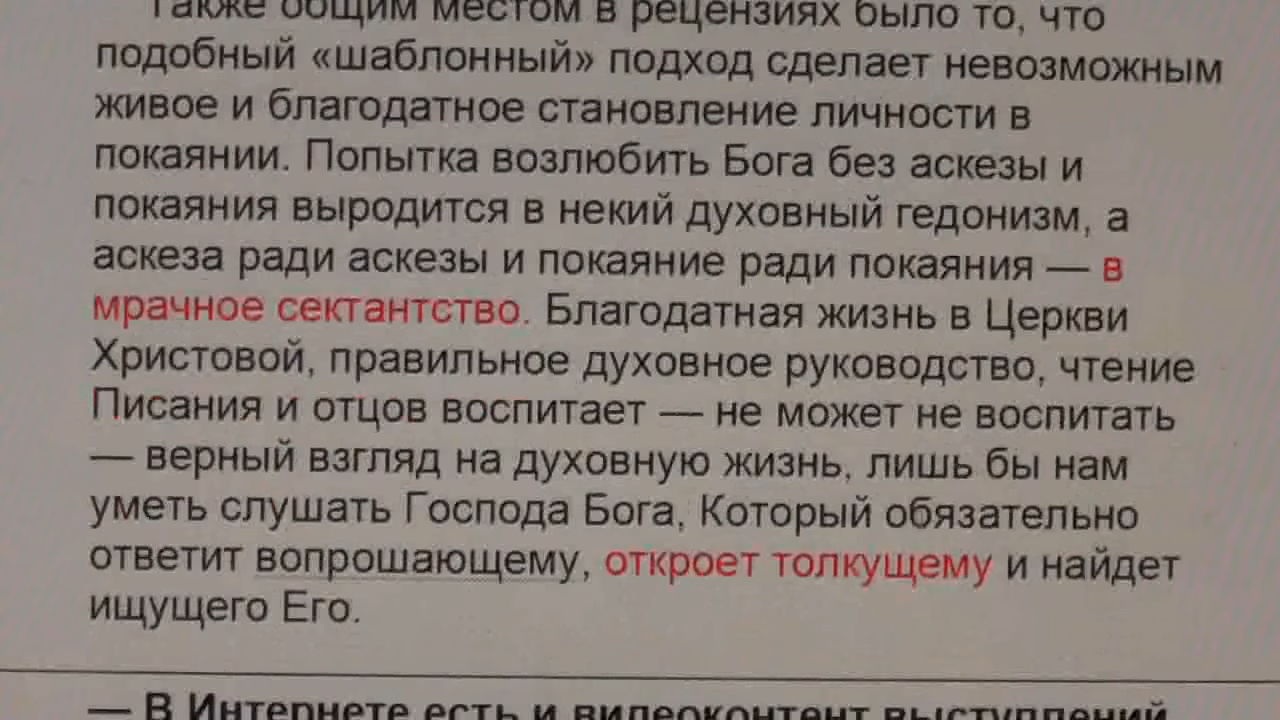 Также общим местом в рецензиях было то, что
подобный «шаблонный» подход сделает невозможным
живое и благодатное становление личности в
покаянии. Попытка возлюбить Бога без аскезы и
покаяния выродится в некий духовный гедонизм, а
аскеза ради аскезы и покаяние ради покаяния — в
мрачное сектантство. Благодатная жизнь в Церкви
Христовой, правильное духовное руководство, чтение
Писания и отцов воспитает — не может не воспитать
— верный взгляд на духовную жизнь, лишь бы нам
уметь слушать Господа Бога, Который обязательно
ответит вопрошающему, откроет толкущему и найдет
ищущего Его.
— В Интернете есть и видеоконтент выступлений